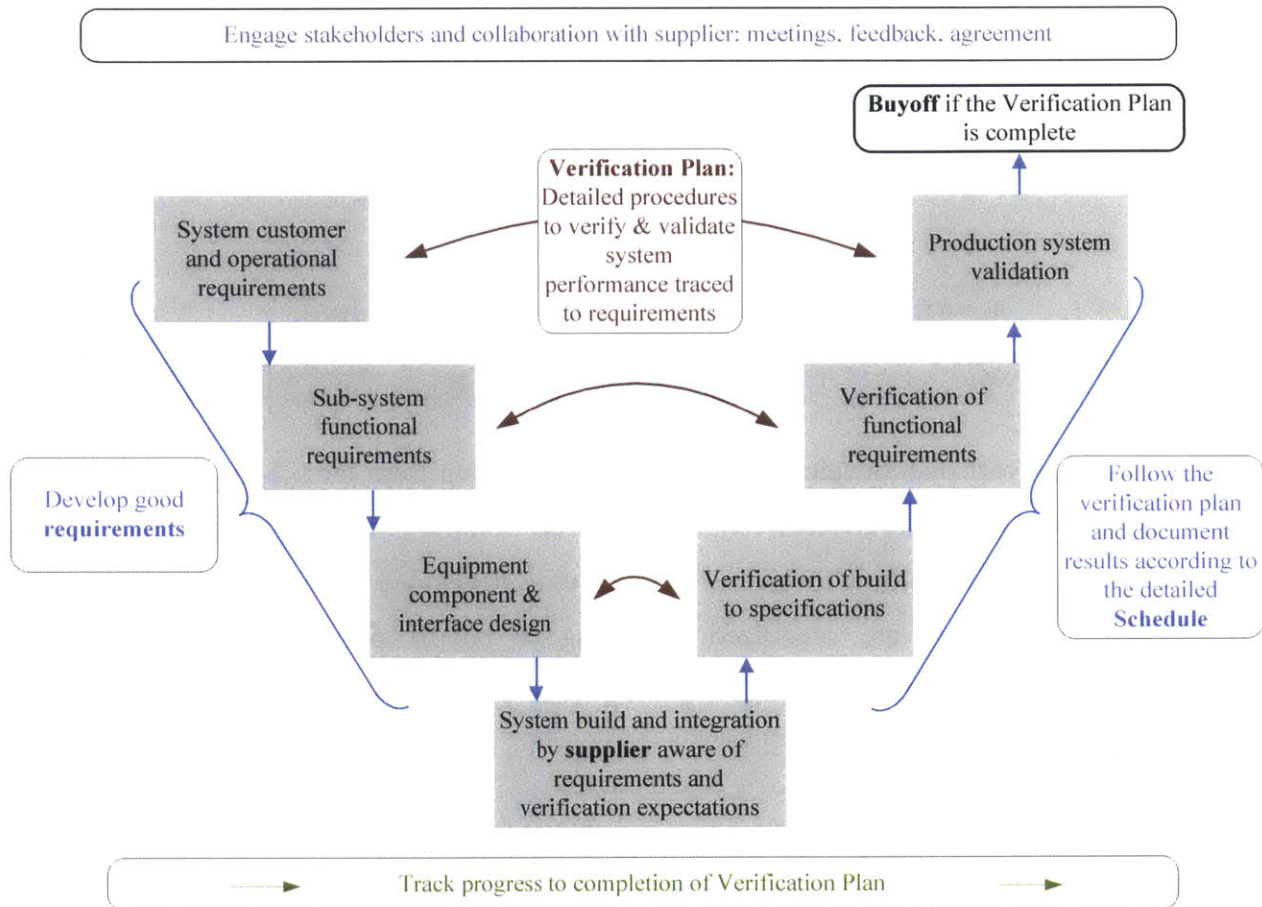 Engage stakeholders and collaboration with supplier: meetings, feedback, agreement
Buyoff if the Verification Plan
is complete
Verification Plan:
Detailed procedures
to verify & validate
system
performance traced
to requirements
System customer
and operational
requirements
Production system
validation
Sub-system
functional
requirements
Verification of
functional
requirements
Develop good
requirements
Follow the
verification plan
and document
results according to
the detailed
Schedule
Equipment
component &
interface design
Verification of build
to specifications
System build and integration
by supplier aware of
requirements and
verification expectations
Track progress to completion of Verification Plan